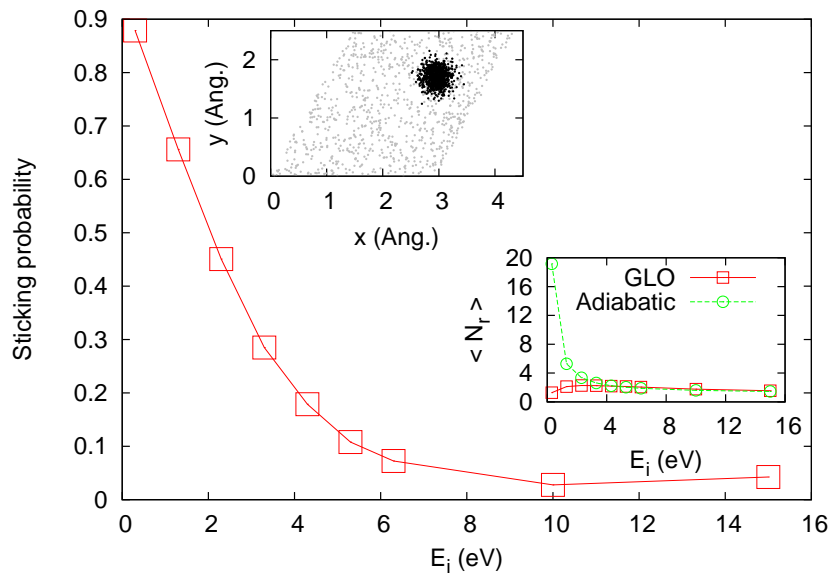 0.9
0.8
0.7
0.6
0.5
0.4
0.3
0.2
0.1
0
Sticking probability
0 2 4 6 8 10 12 14 16
E_i (eV)
2
1
0
y (Ang.)
0 1 2 3 4
x (Ang.)
20
16
12
8
4
0
< N_r >
GLO
Adiabatic
0 4 8 12 16
E_i (eV)